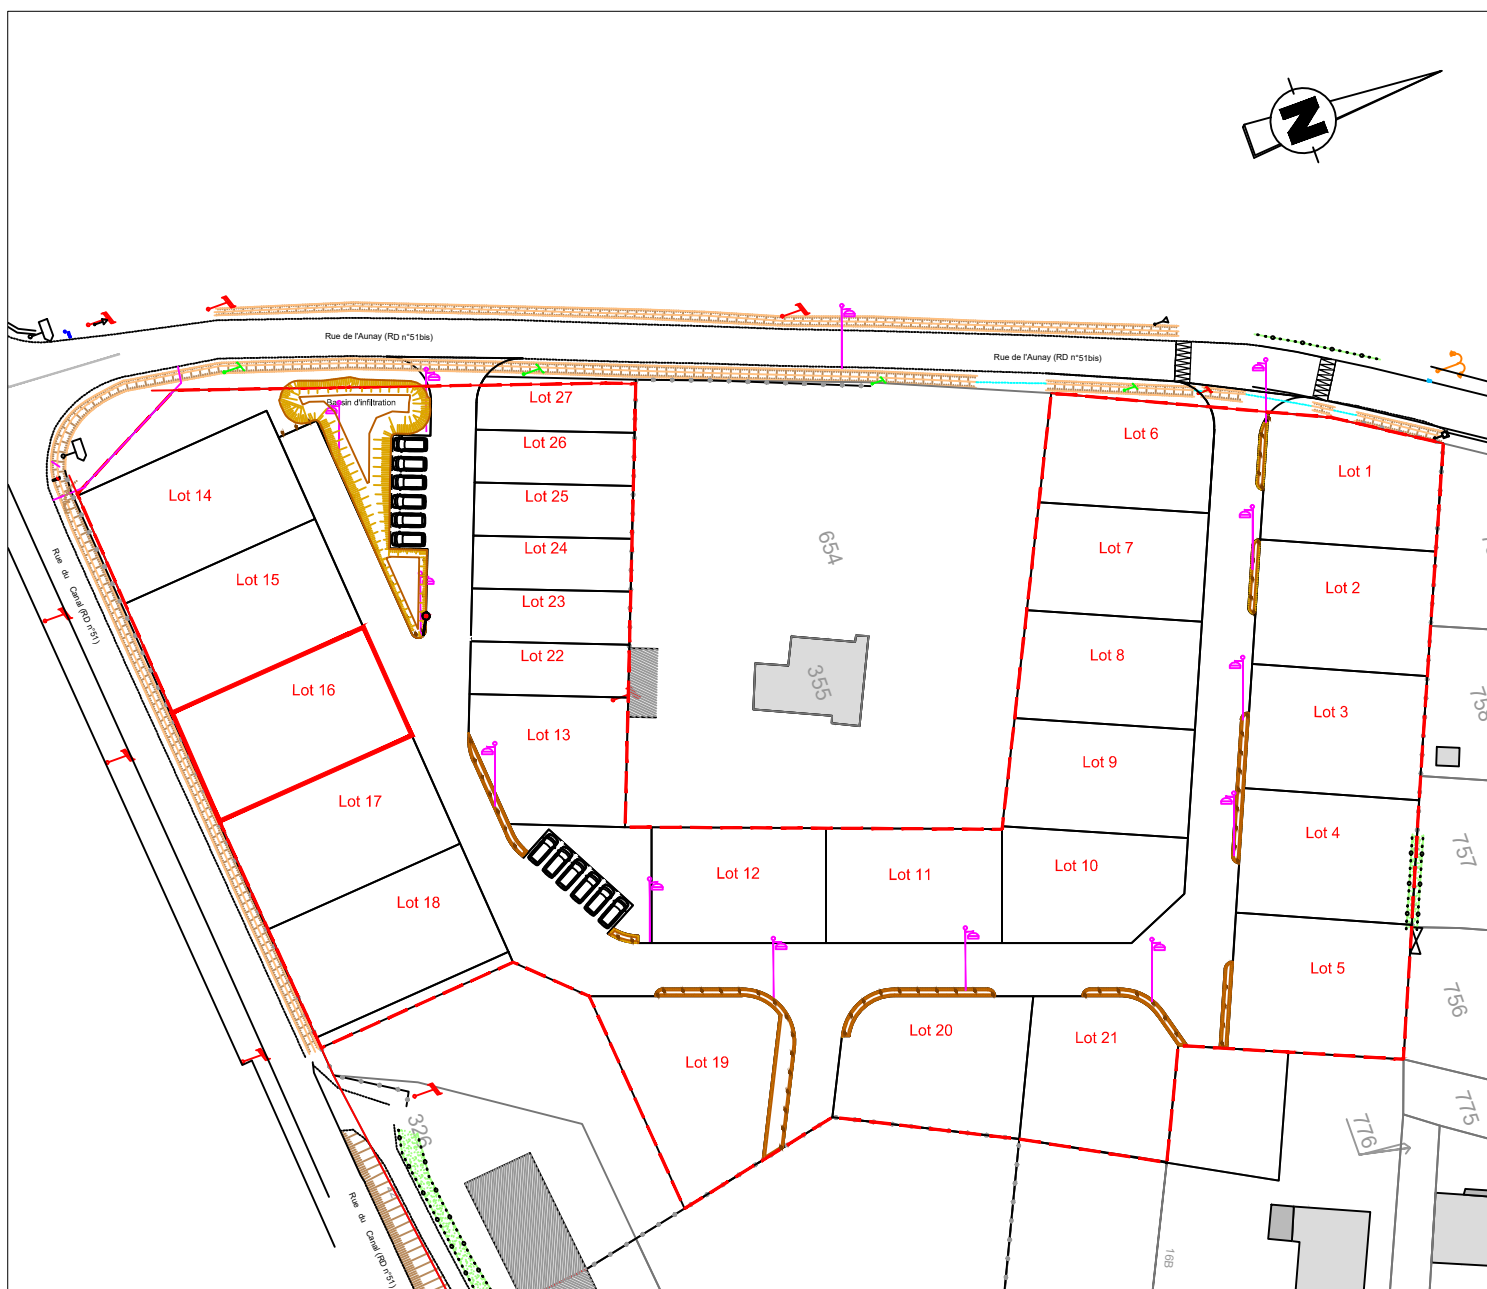 N
Rue de l'Aunay (RD n°51bis)
Rue de l'Aunay (RD n°51bis)
Bassin d'infiltration
Lot 27
Lot 26
Lot 25
Lot 24
Lot 23
Lot 22
Lot 13
Lot 6
Lot 7
Lot 8
Lot 9
Lot 10
Lot 1
Lot 2
Lot 3
Lot 4
Lot 5
Lot 14
Lot 15
Lot 16
Lot 17
Lot 18
Lot 12
Lot 11
Lot 19
Lot 20
Lot 21
654
355
758
757
756
775
776
326
16B
Rue du Canal (RD n°51)
Rue du Canal (RD n°51)